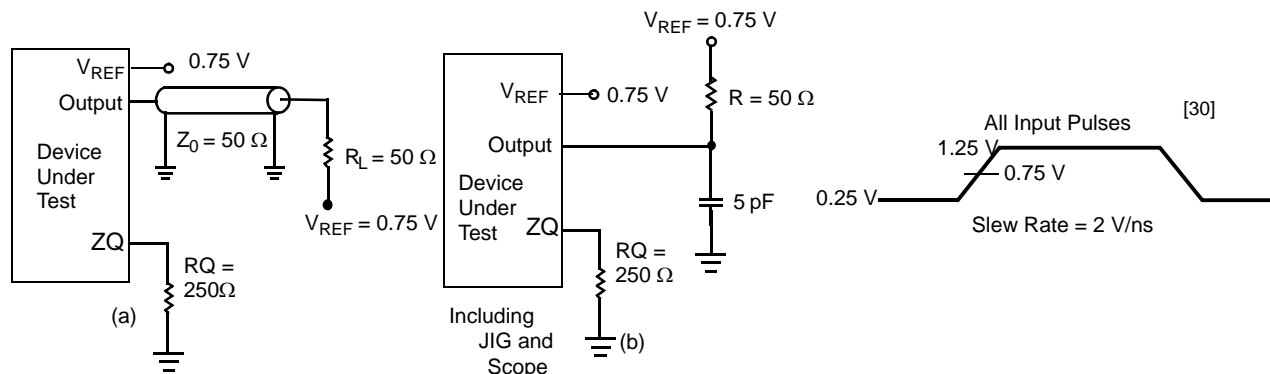 V_REF
0.75 V
Output
Z_0 = 50 Ω
Device
Under
Test
R_L = 50 Ω
V_REF = 0.75 V
ZQ
RQ =
250Ω
(a)
V_REF = 0.75 V
V_REF
0.75 V
R = 50 Ω
Output
Device
Under
Test
5 pF
ZQ
RQ =
250 Ω
Including
JIG and
Scope
(b)
[30]
All Input Pulses
1.25 V
0.75 V
0.25 V
Slew Rate = 2 V/ns